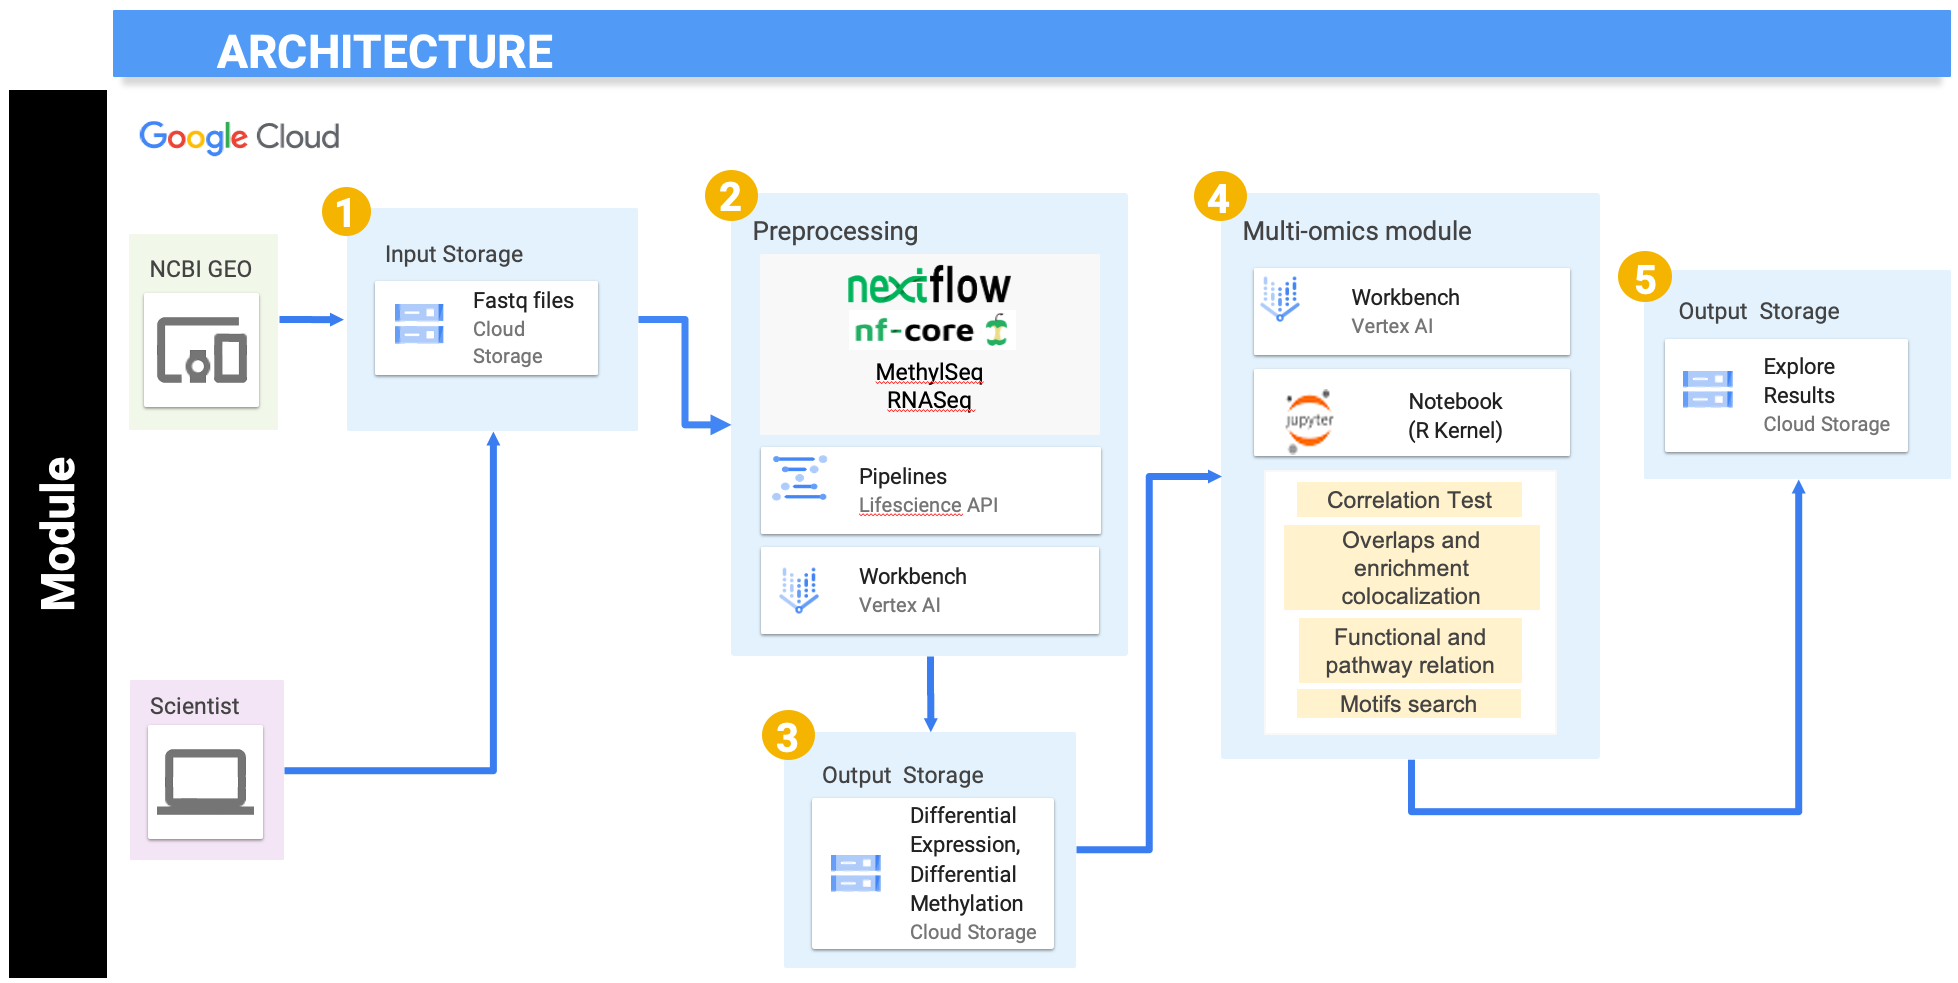 ARCHITECTURE
Module
Google Cloud
NCBI GEO
Scientist
1
Input Storage
Fastq files
Cloud
Storage
2
Preprocessing
nextflow
nf-core
MethylSeq
RNASeq
Pipelines
Lifescience API
Workbench
Vertex AI
3
Output Storage
Differential
Expression,
Differential
Methylation
Cloud Storage
4
Multi-omics module
Workbench
Vertex AI
jupyter
Notebook
(R Kernel)
Correlation Test
Overlaps and
enrichment
colocalization
Functional and
pathway relation
Motifs search
5
Output Storage
Explore
Results
Cloud Storage